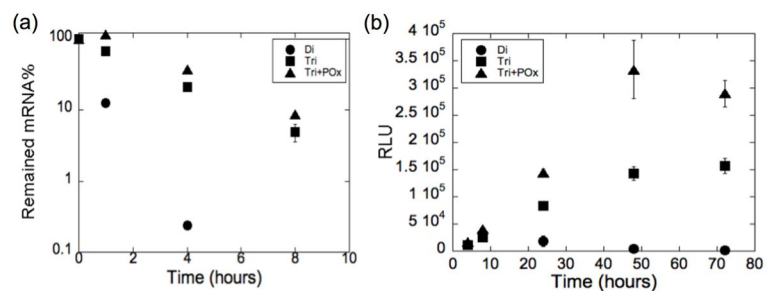 (a)
100
10
1
0.1
Remained mRNA%
Di
Tri
Tri+POx
0 2 4 6 8 10
Time (hours)
(b)
4 10^5
3.5 10^5
3 10^5
2.5 10^5
2 10^5
1.5 10^5
1 10^5
5 10^4
0
RLU
Di
Tri
Tri+POx
0 10 20 30 40 50 60 70 80
Time (hours)